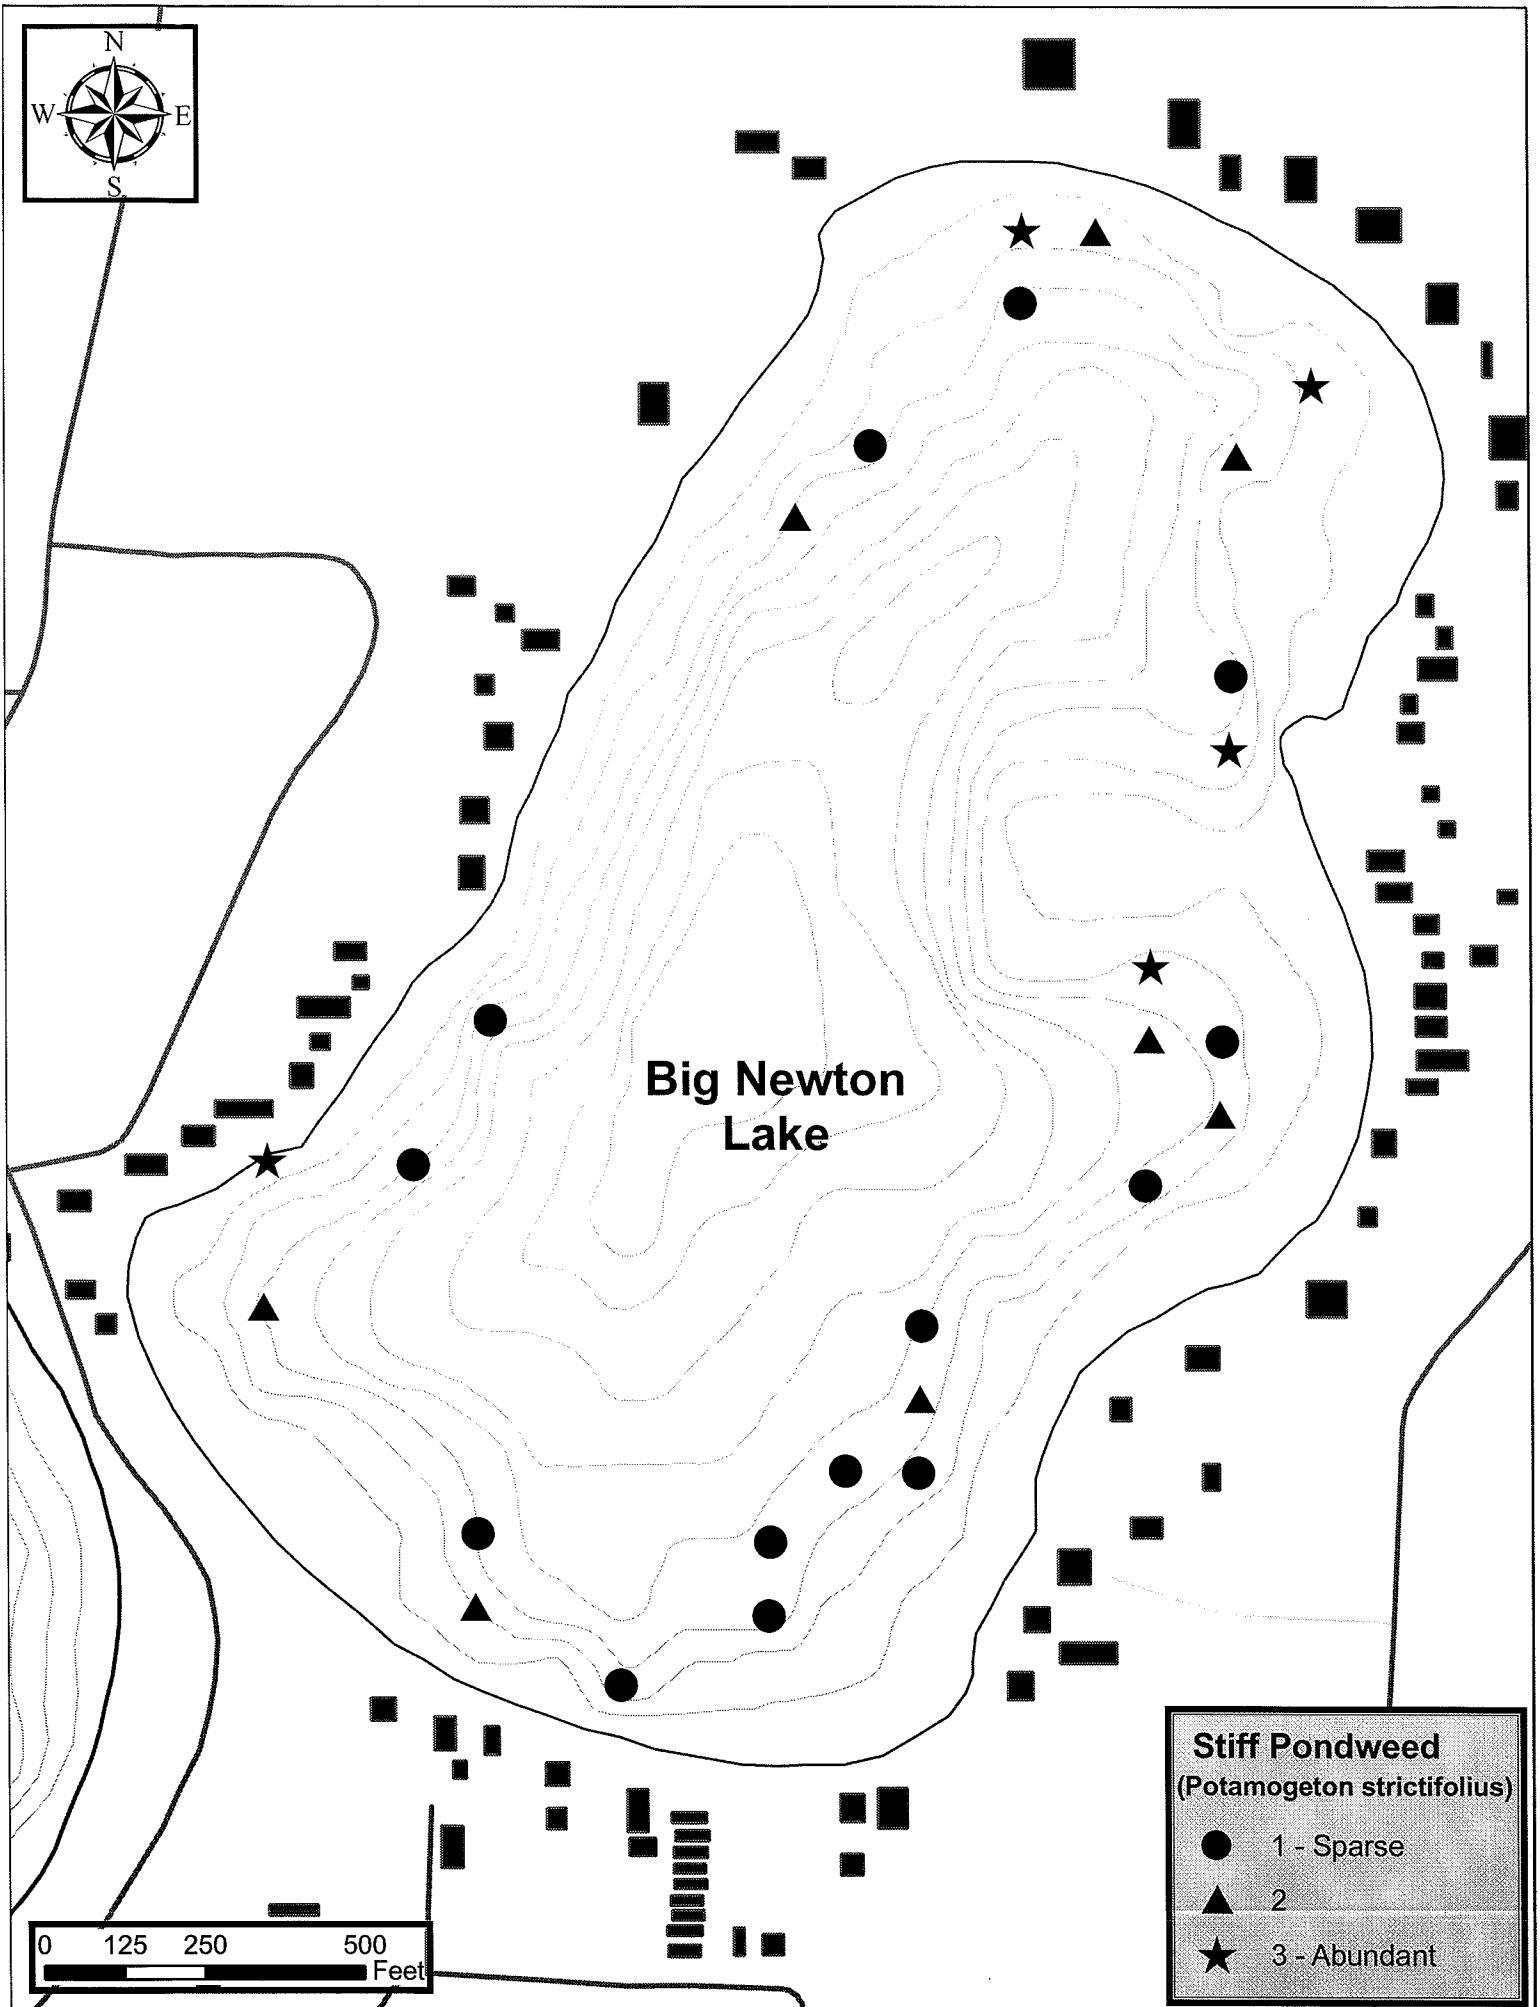 N
W E
S
Big Newton
Lake
Stiff Pondweed
(Potamogeton strictifolius)
1 - Sparse
2
3 - Abundant
0 125 250 500
Feet